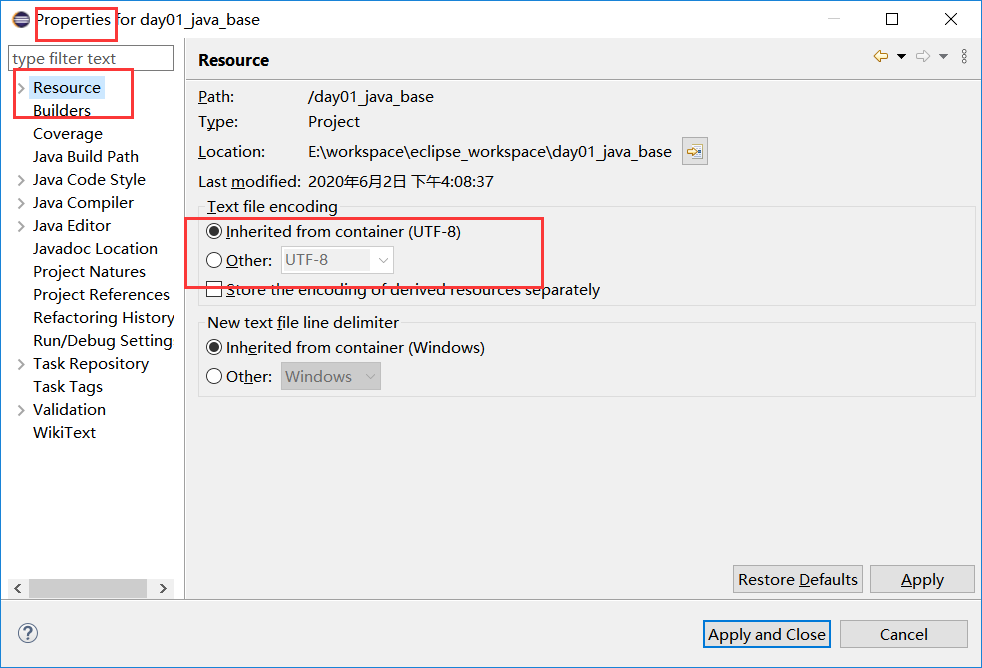 Properties for day01_java_base
type filter text
Resource
Builders
Coverage
Java Build Path
Java Code Style
Java Compiler
Java Editor
Javadoc Location
Project Natures
Project References
Refactoring History
Run/Debug Setting
Task Repository
Task Tags
Validation
WikiText
Resource
Path: /day01_java_base
Type: Project
Location: E:\workspace\eclipse_workspace\day01_java_base
Last modified: 2020年6月2日 下午4:08:37
Text file encoding
Inherited from container (UTF-8)
Other: UTF-8
Store the encoding of derived resources separately
New text file line delimiter
Inherited from container (Windows)
Other: Windows
Restore Defaults Apply
? Apply and Close Cancel